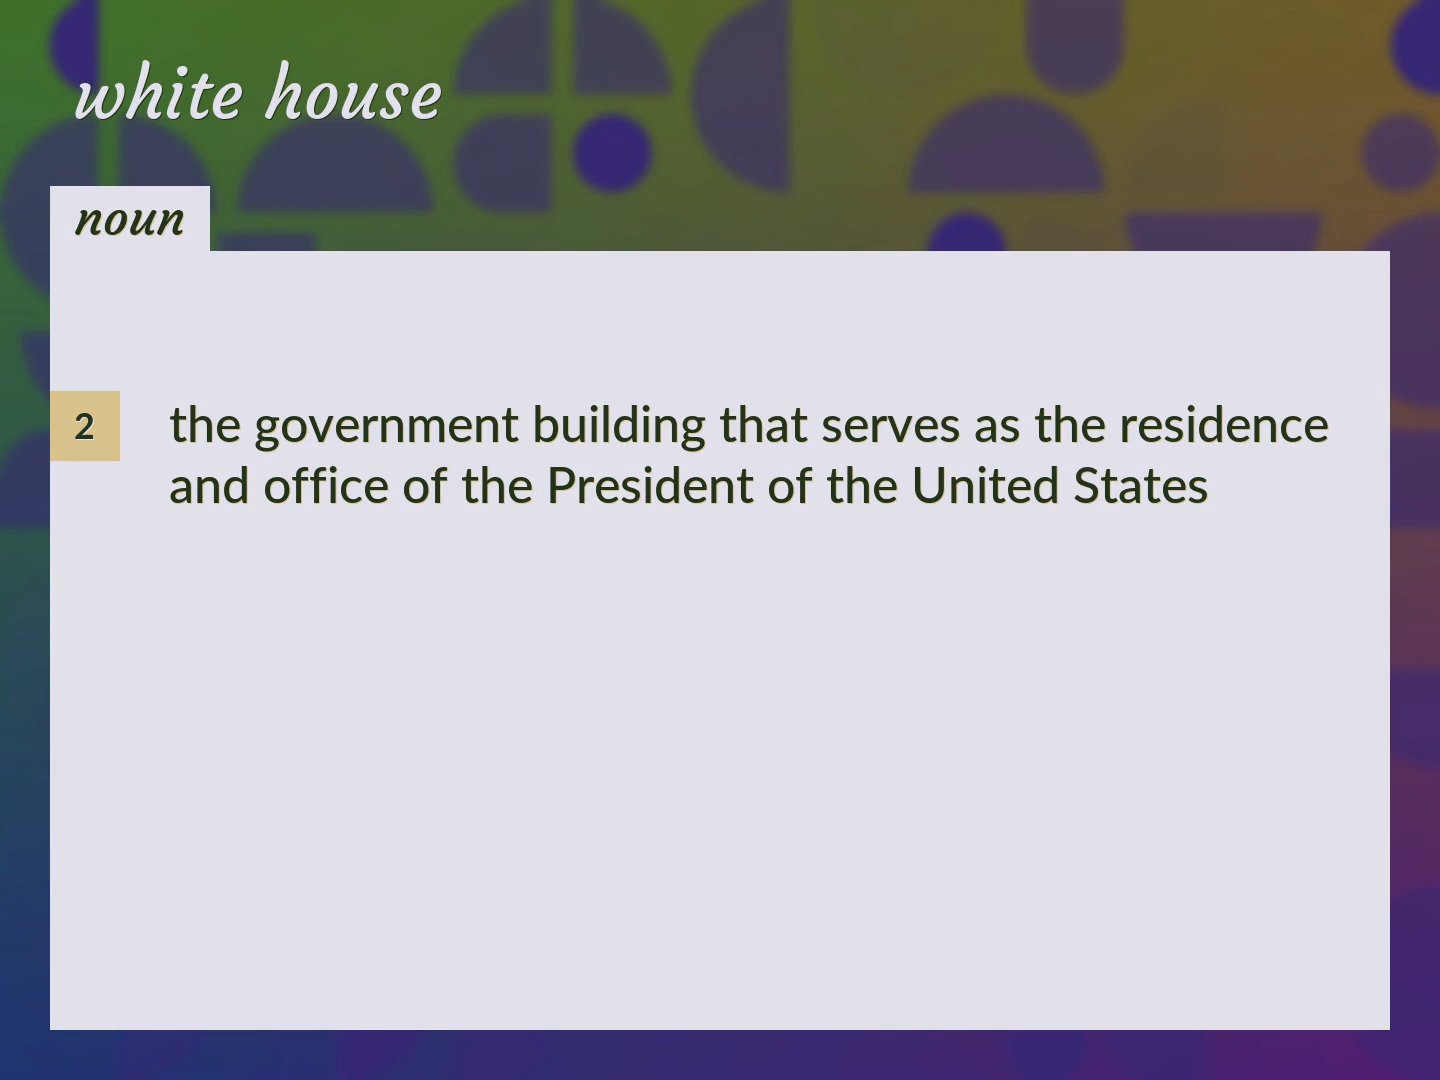 white house
noun
2
the government building that serves as the residence
and office of the President of the United States